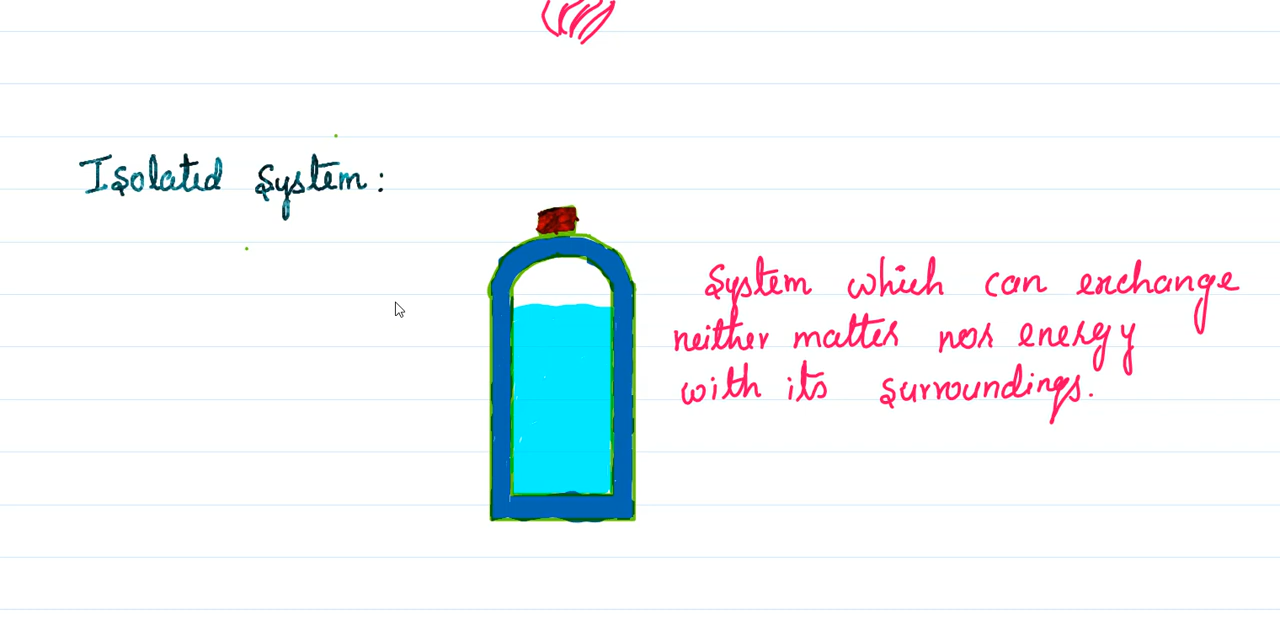 Isolated System:
System which can exchange
neither matter nor energy
with its surroundings.